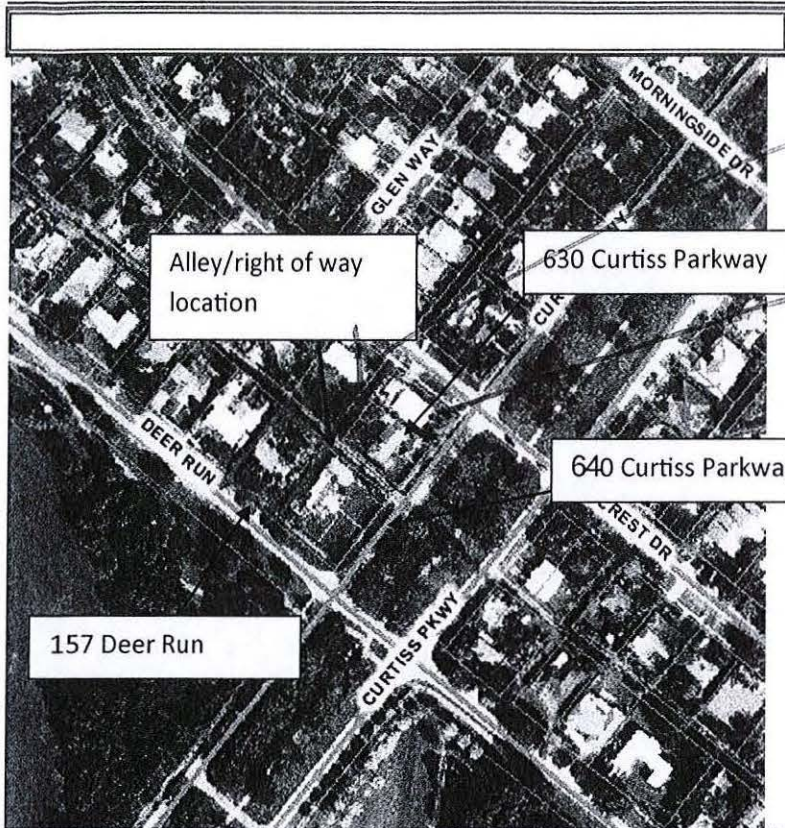 MORNINGSIDE DR
GLEN WAY
Alley/right of way
location
630 Curtiss Parkway
DEER RUN
640 Curtiss Parkwa
CREST DR
157 Deer Run
CURTISS PKWY